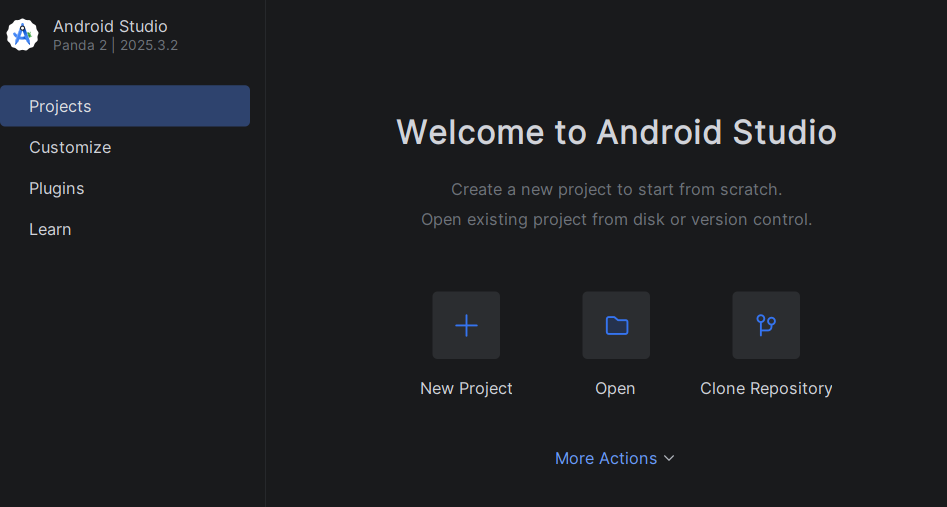 Android Studio
Panda 2 | 2025.3.2
Projects
Customize
Plugins
Learn
Welcome to Android Studio
Create a new project to start from scratch.
Open existing project from disk or version control.
New Project
Open
Clone Repository
More Actions